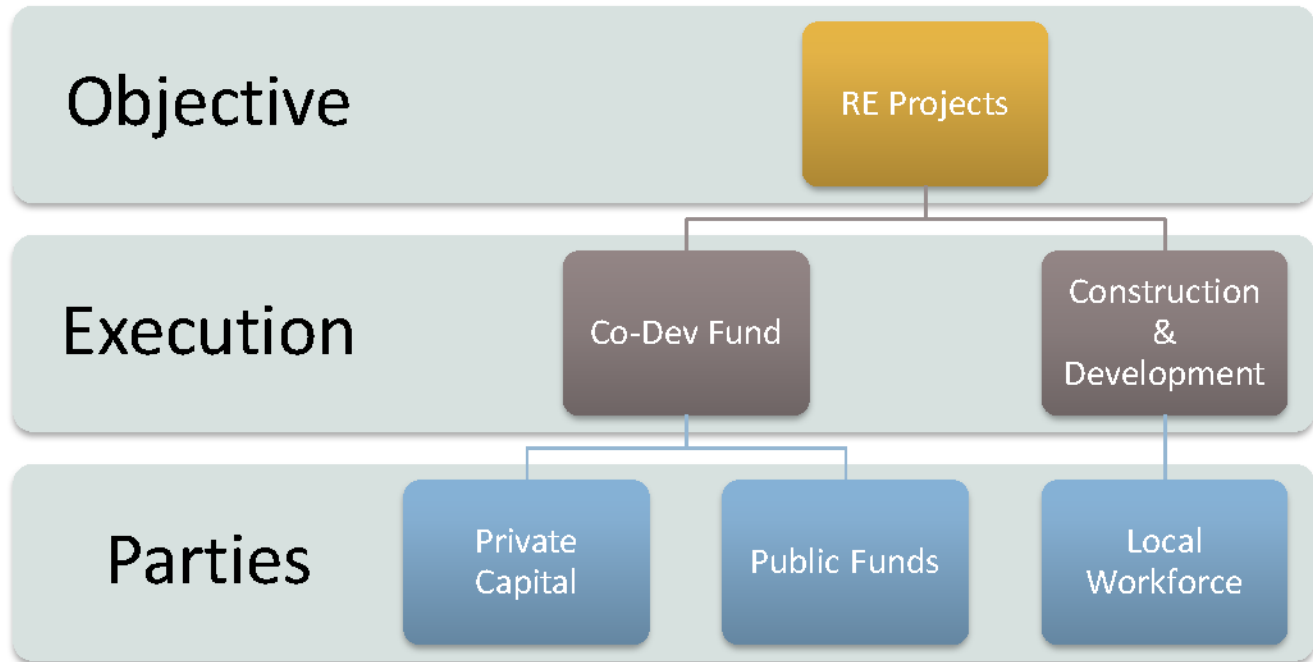 Objective
RE Projects
Execution
Co-Dev Fund
Construction
&
Development
Parties
Private
Capital
Public Funds
Local
Workforce